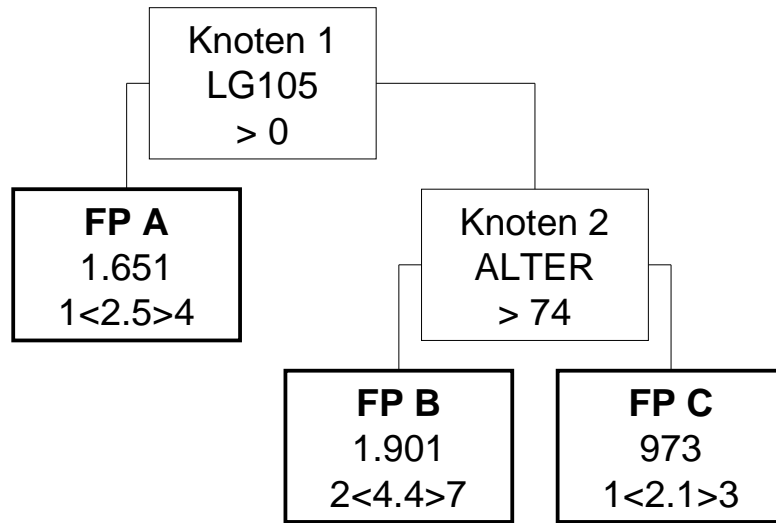 Knoten 1
LG105
> 0
FP A
1.651
1<2.5>4
Knoten 2
ALTER
> 74
FP B
1.901
2<4.4>7
FP C
973
1<2.1>3